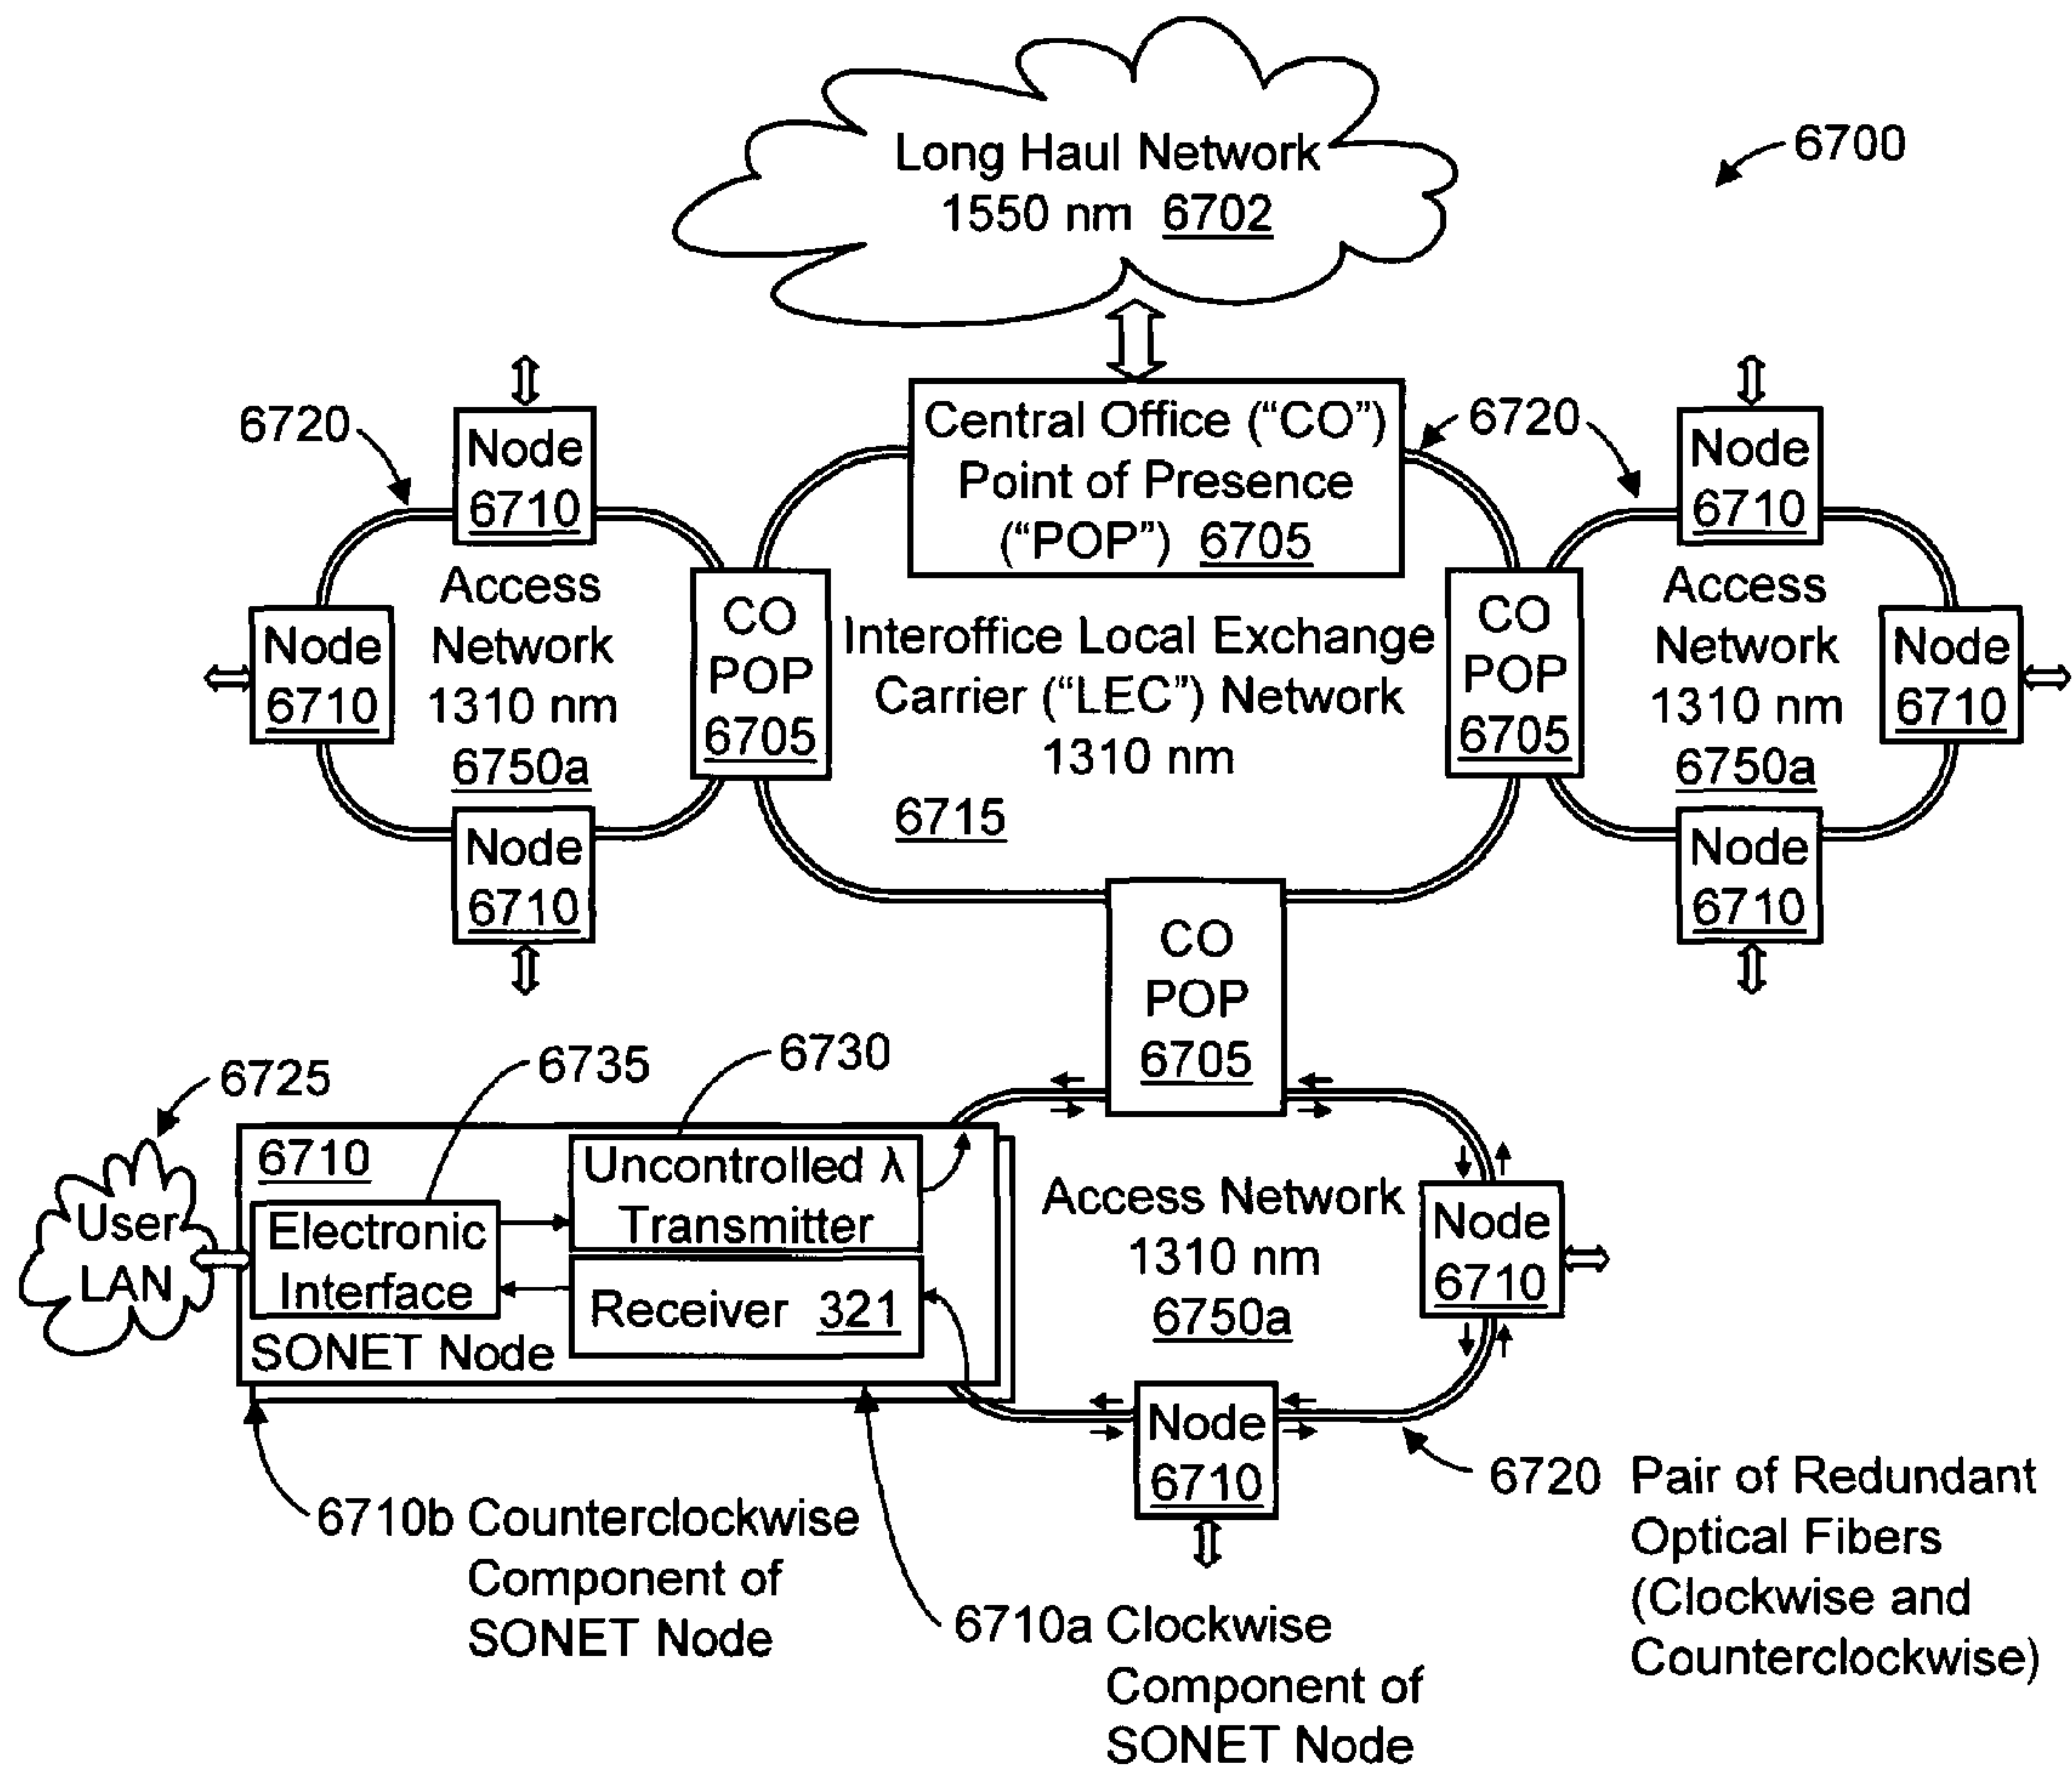 Long Haul Network
1550 nm 6702
6700
6720
Node
6710
Central Office (“CO”)
Point of Presence
(“POP”) 6705
6720
Node
6710
Access
Network
1310 nm
6750a
Node
6710
CO
POP
6705
Interoffice Local Exchange
Carrier (“LEC”) Network
1310 nm
6715
CO
POP
6705
Access
Network
1310 nm
6750a
Node
6710
Node
6710
Node
6710
CO
POP
6705
6725
6735
6730
User
LAN
6710
Electronic
Interface
SONET Node
Uncontrolled λ
Transmitter
Receiver 321
Access Network
1310 nm
6750a
Node
6710
Node
6710
6710b Counterclockwise
Component of
SONET Node
6710a Clockwise
Component of
SONET Node
6720 Pair of Redundant
Optical Fibers
(Clockwise and
Counterclockwise)